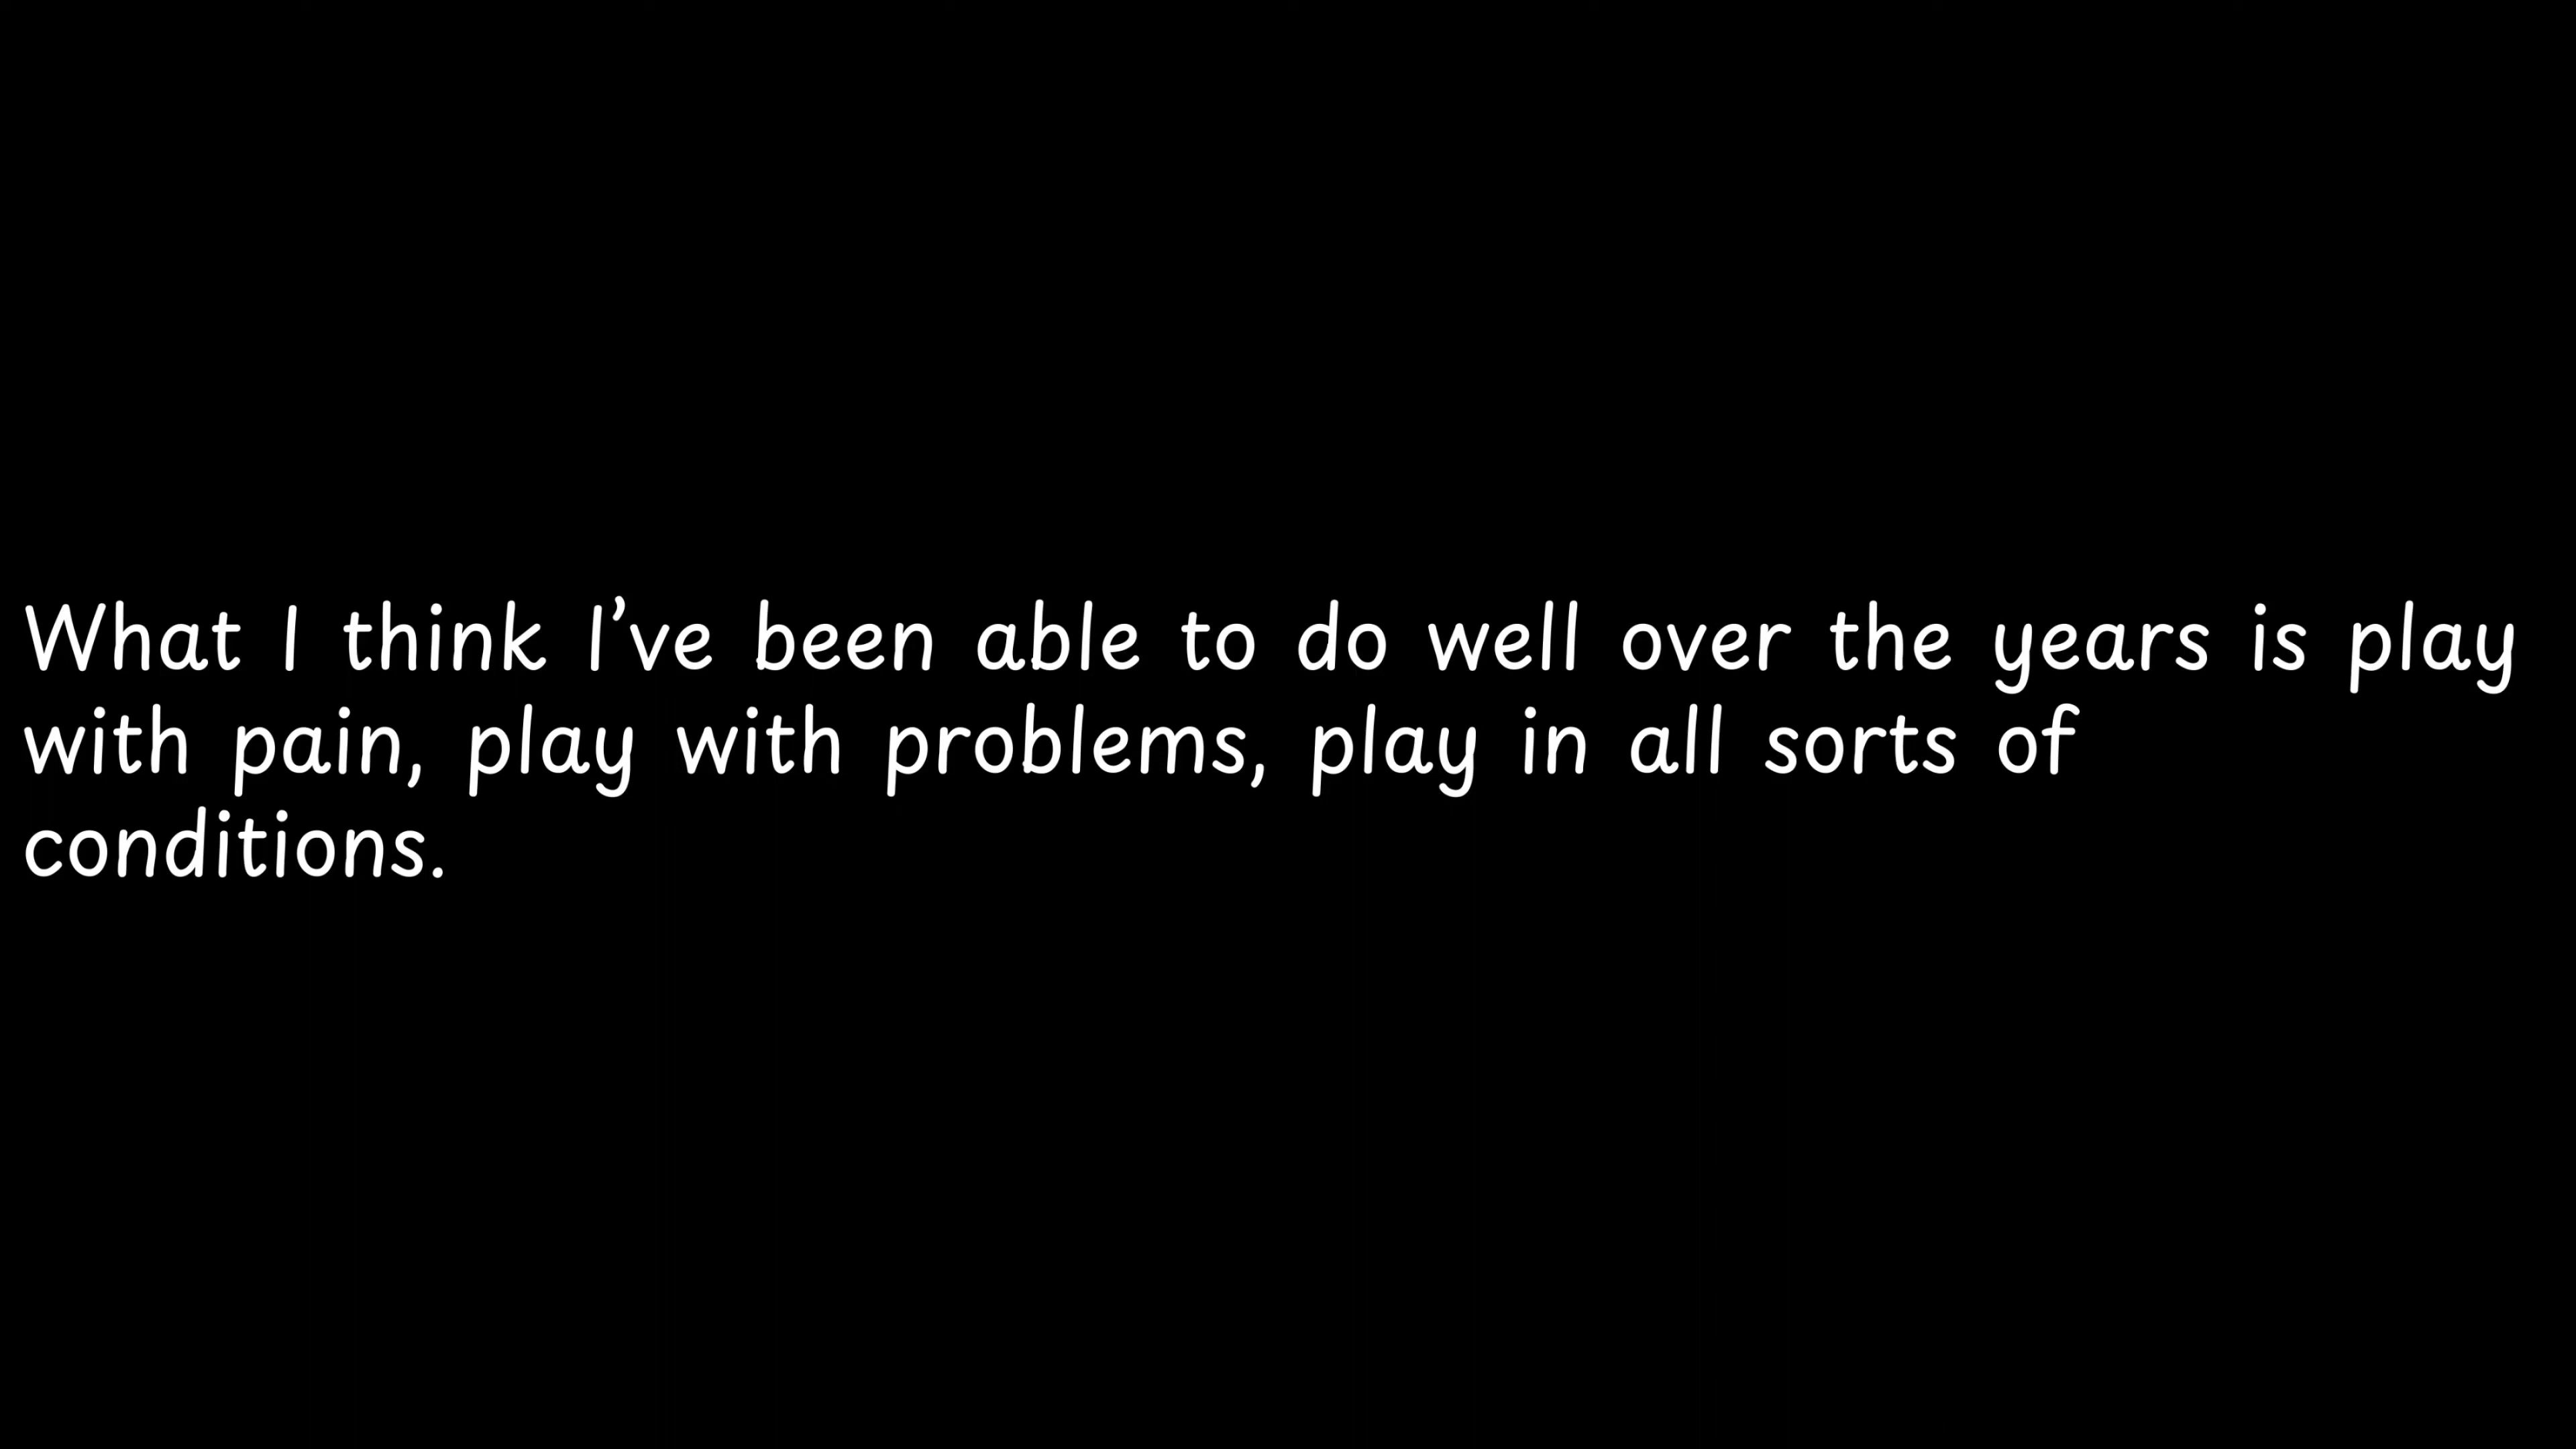 What I think I’ve been able to do well over the years is play
with pain, play with problems, play in all sorts of
conditions.